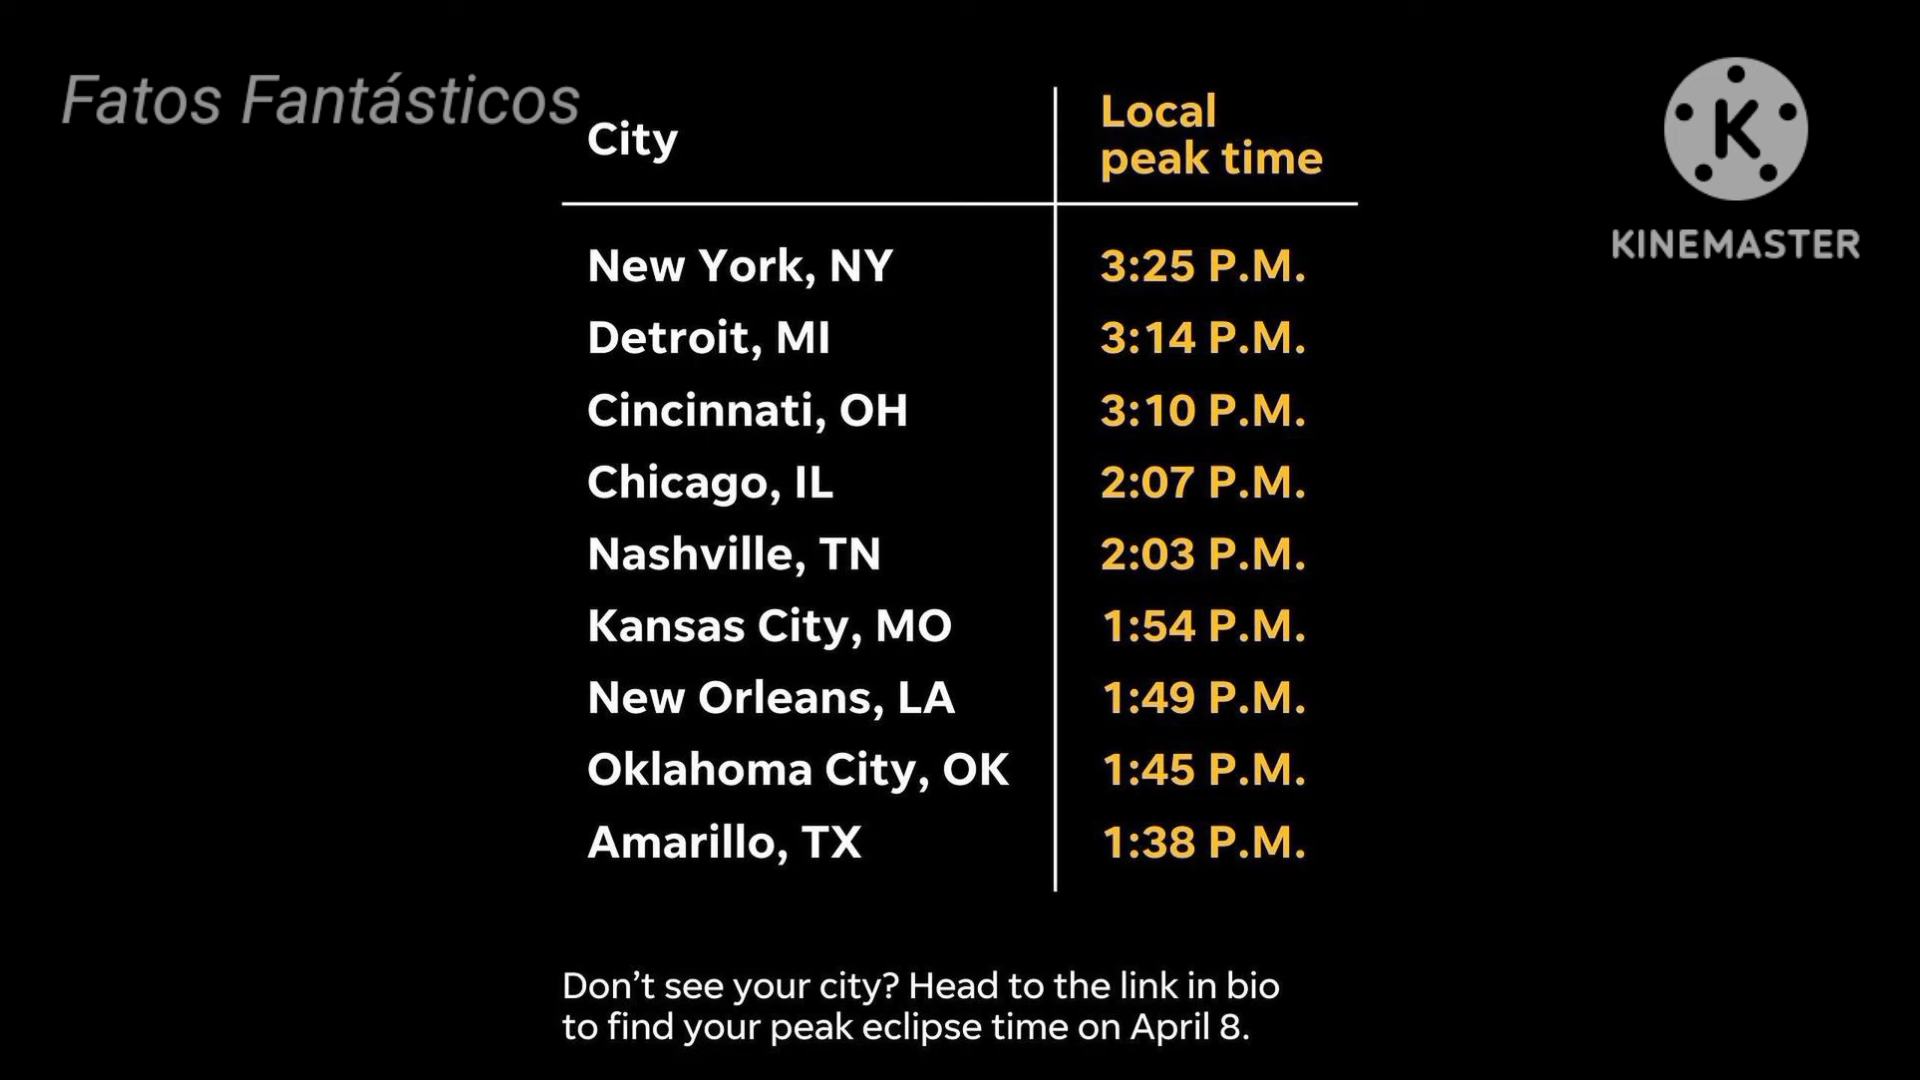 Fatos Fantásticos
City
Local
peak time
New York, NY 3:25 P.M.
Detroit, MI 3:14 P.M.
Cincinnati, OH 3:10 P.M.
Chicago, IL 2:07 P.M.
Nashville, TN 2:03 P.M.
Kansas City, MO 1:54 P.M.
New Orleans, LA 1:49 P.M.
Oklahoma City, OK 1:45 P.M.
Amarillo, TX 1:38 P.M.
Don’t see your city? Head to the link in bio
to find your peak eclipse time on April 8.
K
KINEMASTER